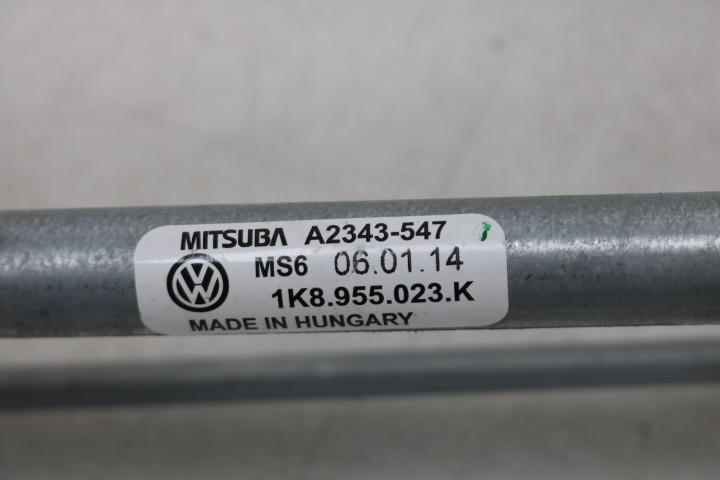 MITSUBA A2343-547
MS6 06.01.14
1K8.955.023.K
MADE IN HUNGARY